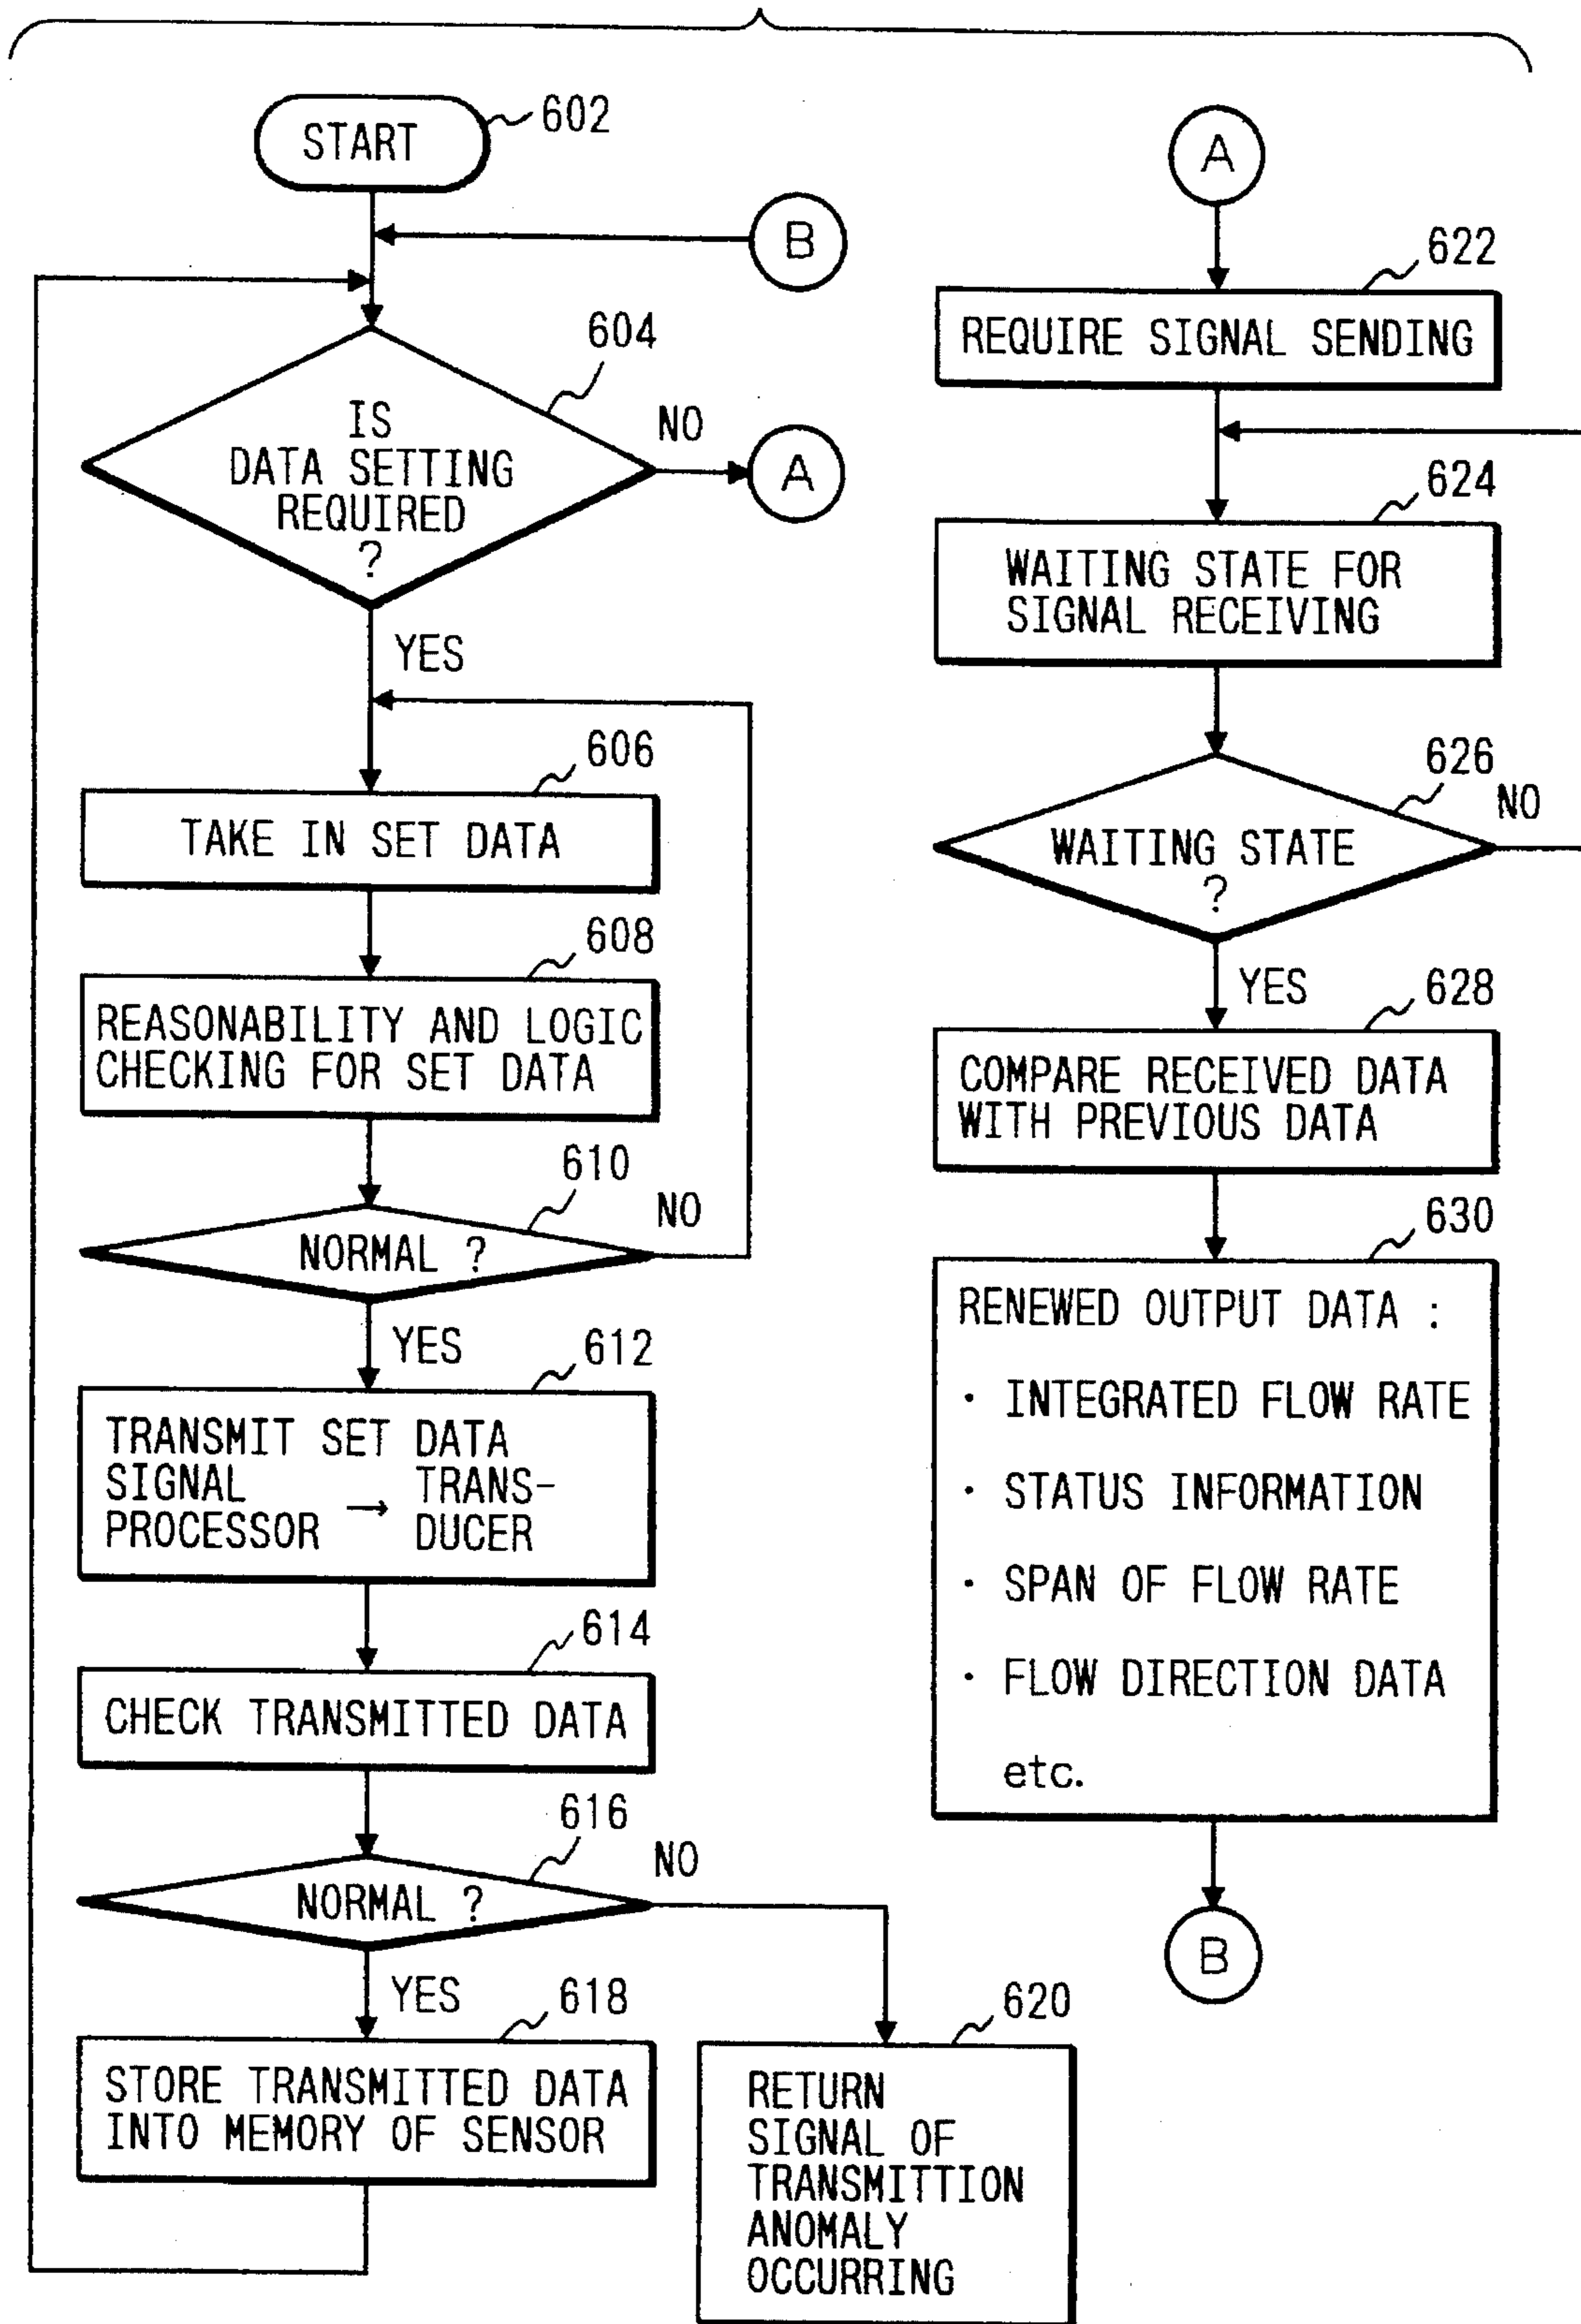 START
602
B
604
IS
DATA SETTING
REQUIRED
?
NO
A
YES
606
TAKE IN SET DATA
608
REASONABILITY AND LOGIC
CHECKING FOR SET DATA
610
NORMAL ?
NO
YES
612
TRANSMIT SET DATA
SIGNAL PROCESSOR → TRANS-
DUCER
614
CHECK TRANSMITTED DATA
616
NORMAL ?
NO
YES
618
STORE TRANSMITTED DATA
INTO MEMORY OF SENSOR
620
RETURN
SIGNAL OF
TRANSMITTION
ANOMALY
OCCURRING
A
622
REQUIRE SIGNAL SENDING
624
WAITING STATE FOR
SIGNAL RECEIVING
626
WAITING STATE
?
NO
YES
628
COMPARE RECEIVED DATA
WITH PREVIOUS DATA
630
RENEWED OUTPUT DATA :
· INTEGRATED FLOW RATE
· STATUS INFORMATION
· SPAN OF FLOW RATE
· FLOW DIRECTION DATA
etc.
B